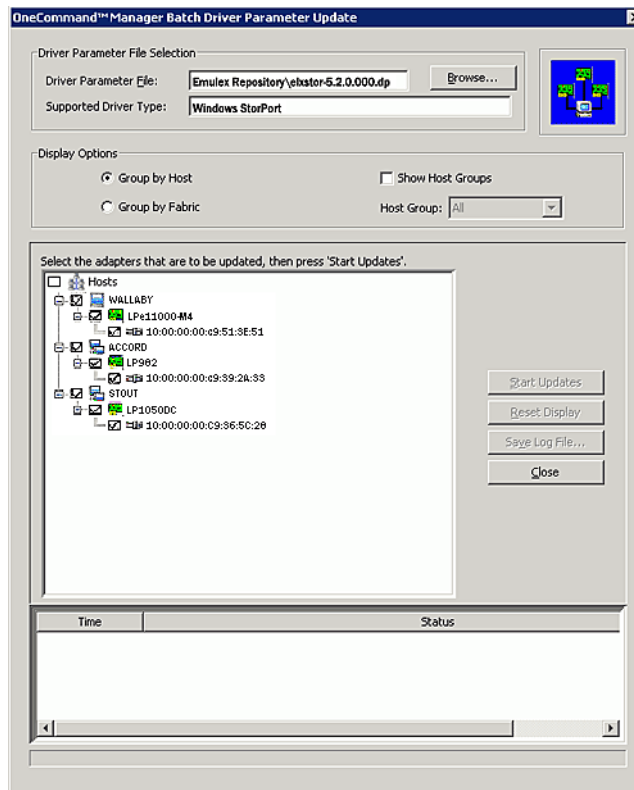 OneCommand™ Manager Batch Driver Parameter Update
Driver Parameter File Selection
Driver Parameter File: Emulex Repository\elxstor-5.2.0.000.dp Browse...
Supported Driver Type: Windows StorPort
Display Options
Group by Host Show Host Groups
Group by Fabric Host Group: All
Select the adapters that are to be updated, then press 'Start Updates'.
Hosts
WALLABY
LPe11000-M4
10:00:00:00:c9:51:3E:51
ACCORD
LP982
10:00:00:00:c9:39:2A:33
STOUT
LP1050DC
10:00:00:00:C9:36:5C:28
Start Updates
Reset Display
Save Log File...
Close
Time Status